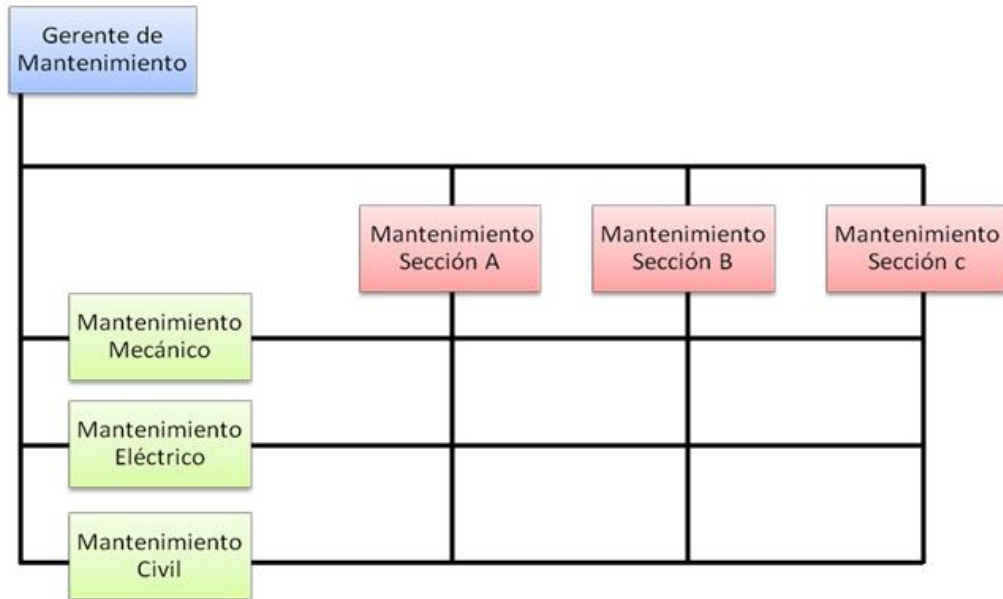 Gerente de
Mantenimiento
Mantenimiento
Sección A
Mantenimiento
Sección B
Mantenimiento
Sección c
Mantenimiento
Mecánico
Mantenimiento
Eléctrico
Mantenimiento
Civil